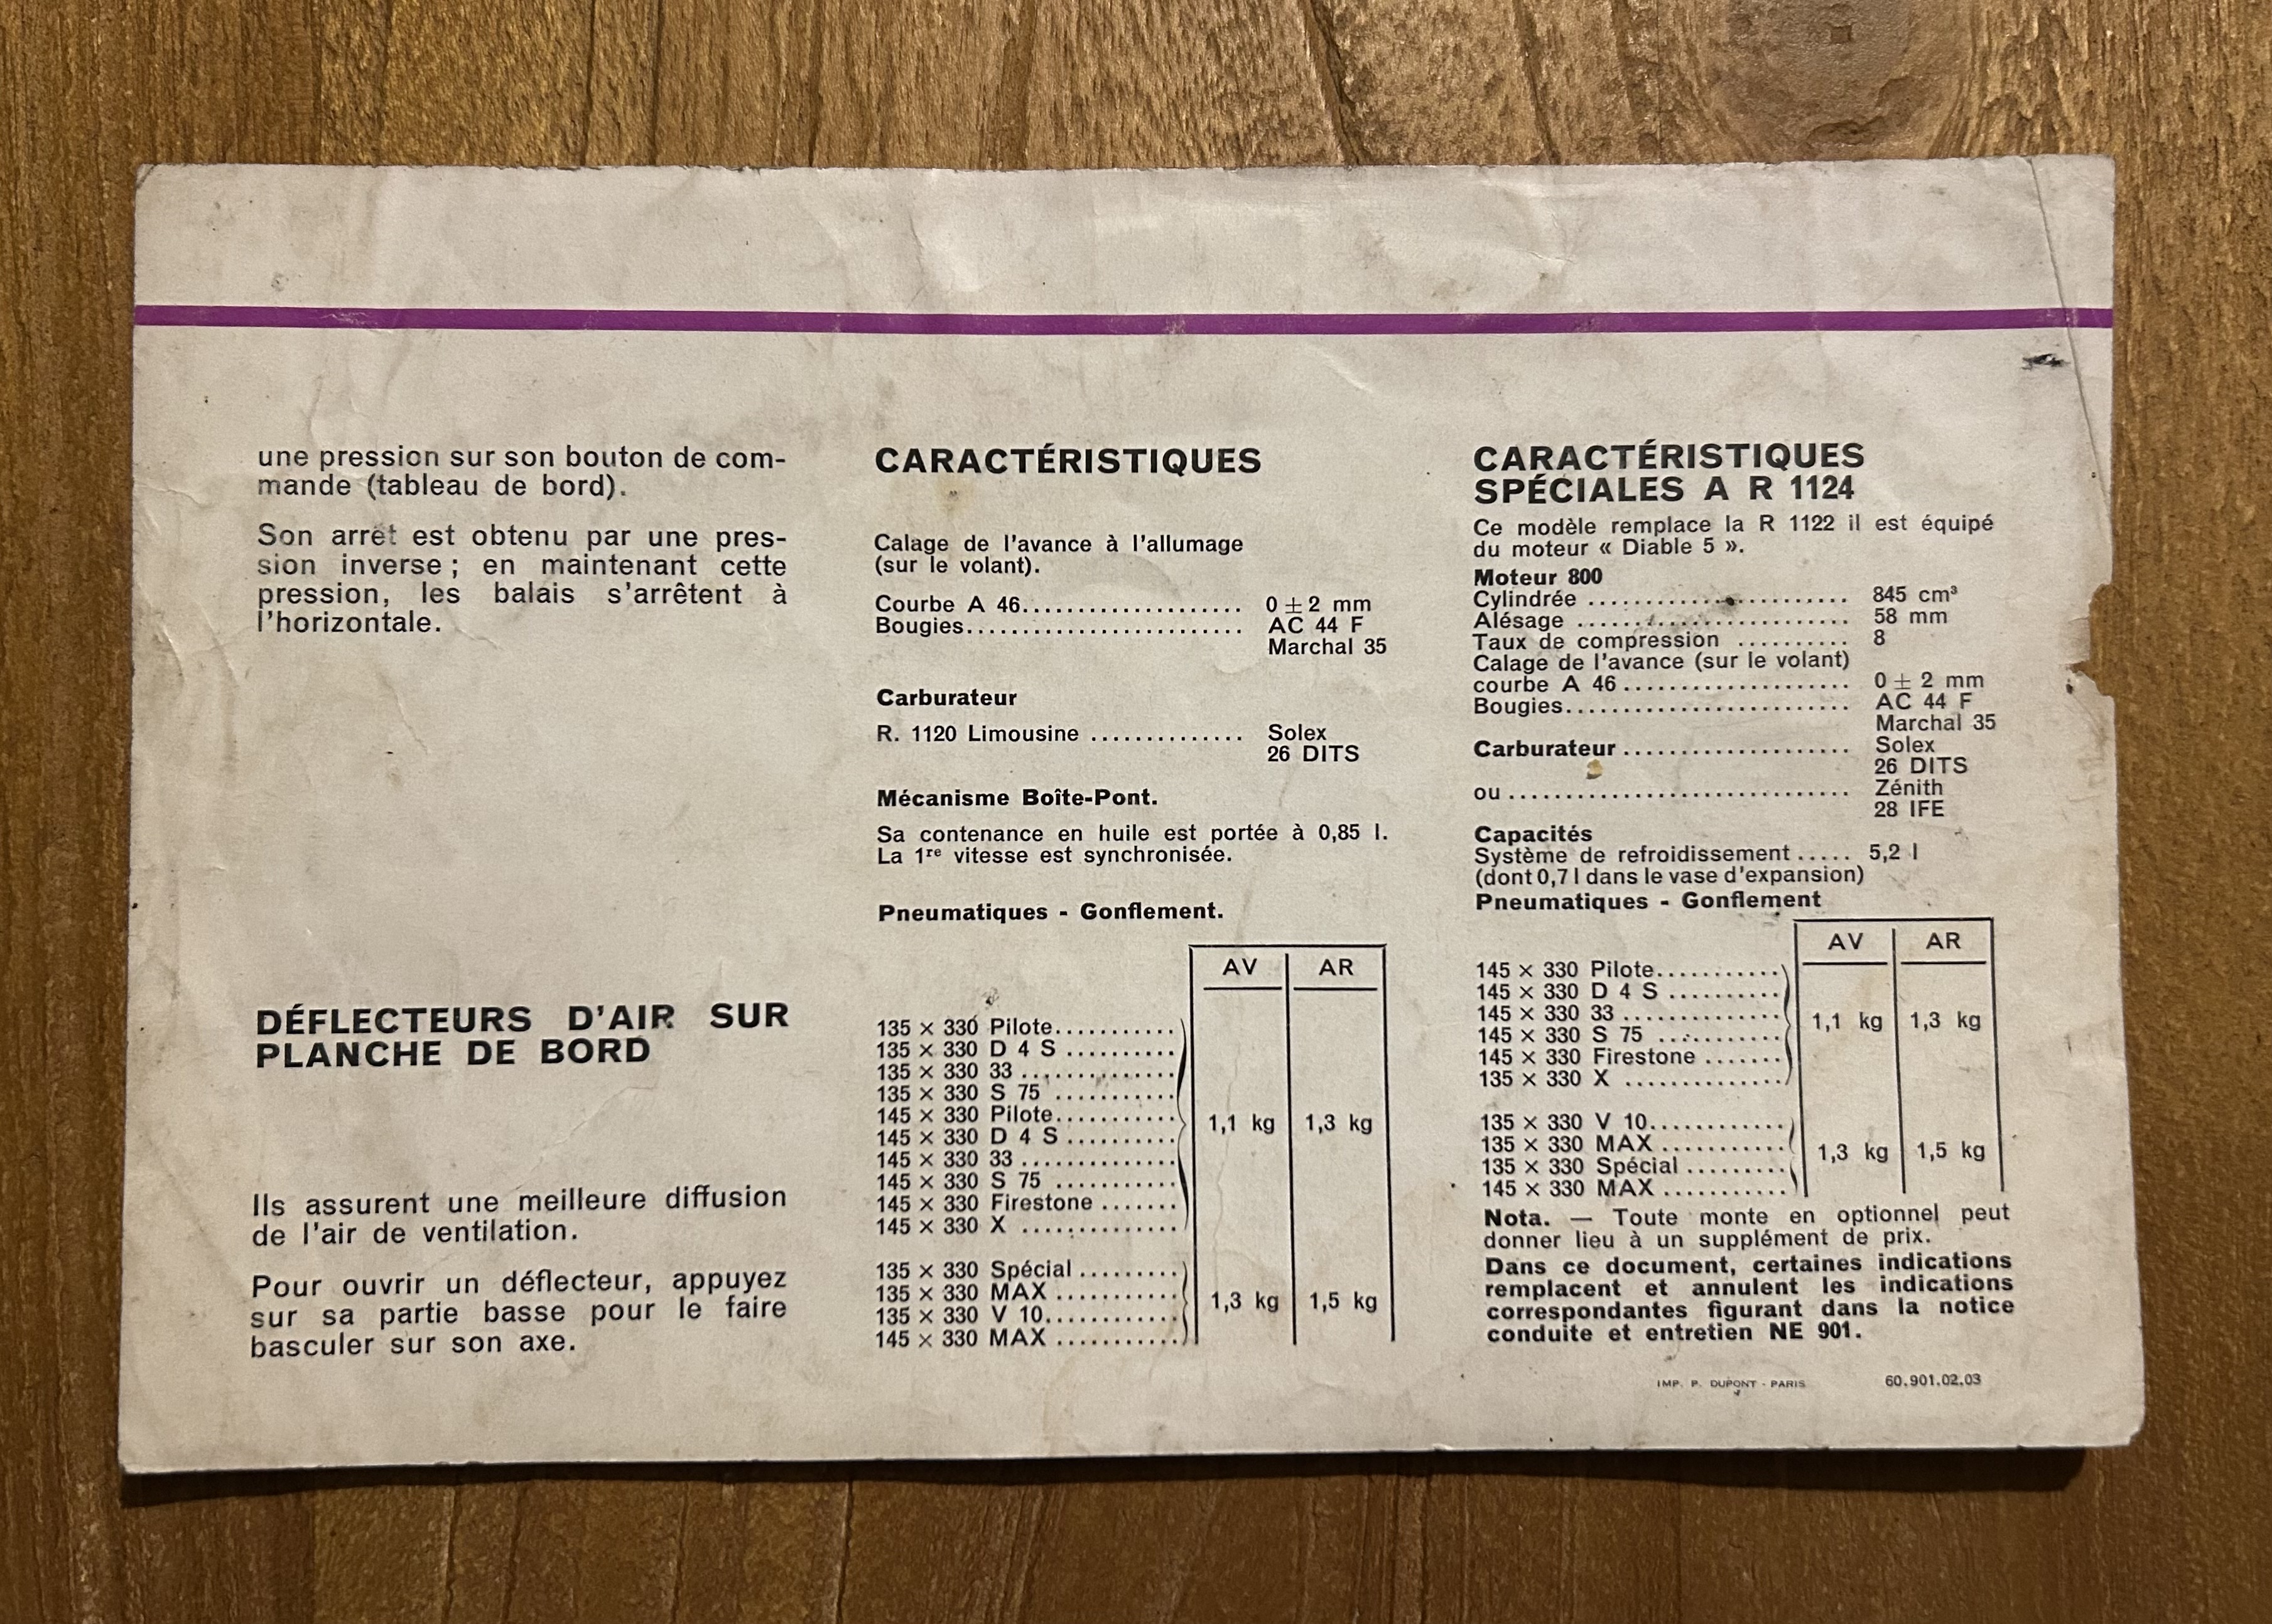 une pression sur son bouton de com-
mande (tableau de bord).
Son arrêt est obtenu par une pres-
sion inverse ; en maintenant cette
pression, les balais s'arrêtent à
l'horizontale.
DÉFLECTEURS D'AIR SUR
PLANCHE DE BORD
Ils assurent une meilleure diffusion
de l'air de ventilation.
Pour ouvrir un déflecteur, appuyez
sur sa partie basse pour le faire
basculer sur son axe.
CARACTÉRISTIQUES
Calage de l'avance à l'allumage
(sur le volant).
Courbe A 46..................... 0 ± 2 mm
Bougies......................... AC 44 F
Marchal 35
Carburateur
R. 1120 Limousine .............. Solex
26 DITS
Mécanisme Boîte-Pont.
Sa contenance en huile est portée à 0,85 l.
La 1re vitesse est synchronisée.
Pneumatiques - Gonflement.
AV AR
135 × 330 Pilote...........
135 × 330 D 4 S ..........
135 × 330 33 ..............
135 × 330 S 75 ...........
145 × 330 Pilote...........
145 × 330 D 4 S ..........
1,1 kg 1,3 kg
145 × 330 33 ..............
145 × 330 S 75 ...........
145 × 330 Firestone .......
145 × 330 X ..............
135 × 330 Spécial .........
135 × 330 MAX ...........
1,3 kg 1,5 kg
135 × 330 V 10............
145 × 330 MAX ...........
CARACTÉRISTIQUES
SPÉCIALES A R 1124
Ce modèle remplace la R 1122 il est équipé
du moteur « Diable 5 ».
Moteur 800
Cylindrée ........................ 845 cm³
Alésage ......................... 58 mm
Taux de compression .......... 8
Calage de l'avance (sur le volant)
courbe A 46 ..................... 0 ± 2 mm
Bougies.......................... AC 44 F
Marchal 35
Carburateur ..................... Solex
26 DITS
ou ............................... Zénith
28 IFE
Capacités
Système de refroidissement ..... 5,2 l
(dont 0,7 l dans le vase d'expansion)
Pneumatiques - Gonflement
AV AR
145 × 330 Pilote...........
145 × 330 D 4 S ..........
145 × 330 33 ..............
1,1 kg 1,3 kg
145 × 330 S 75 ...........
145 × 330 Firestone .......
135 × 330 X ..............
135 × 330 V 10............
135 × 330 MAX ...........
1,3 kg 1,5 kg
135 × 330 Spécial .........
145 × 330 MAX ...........
Nota. — Toute monte en optionnel peut
donner lieu à un supplément de prix.
Dans ce document, certaines indications
remplacent et annulent les indications
correspondantes figurant dans la notice
conduite et entretien NE 901.
IMP. P. DUPONT - PARIS 60.901.02.03